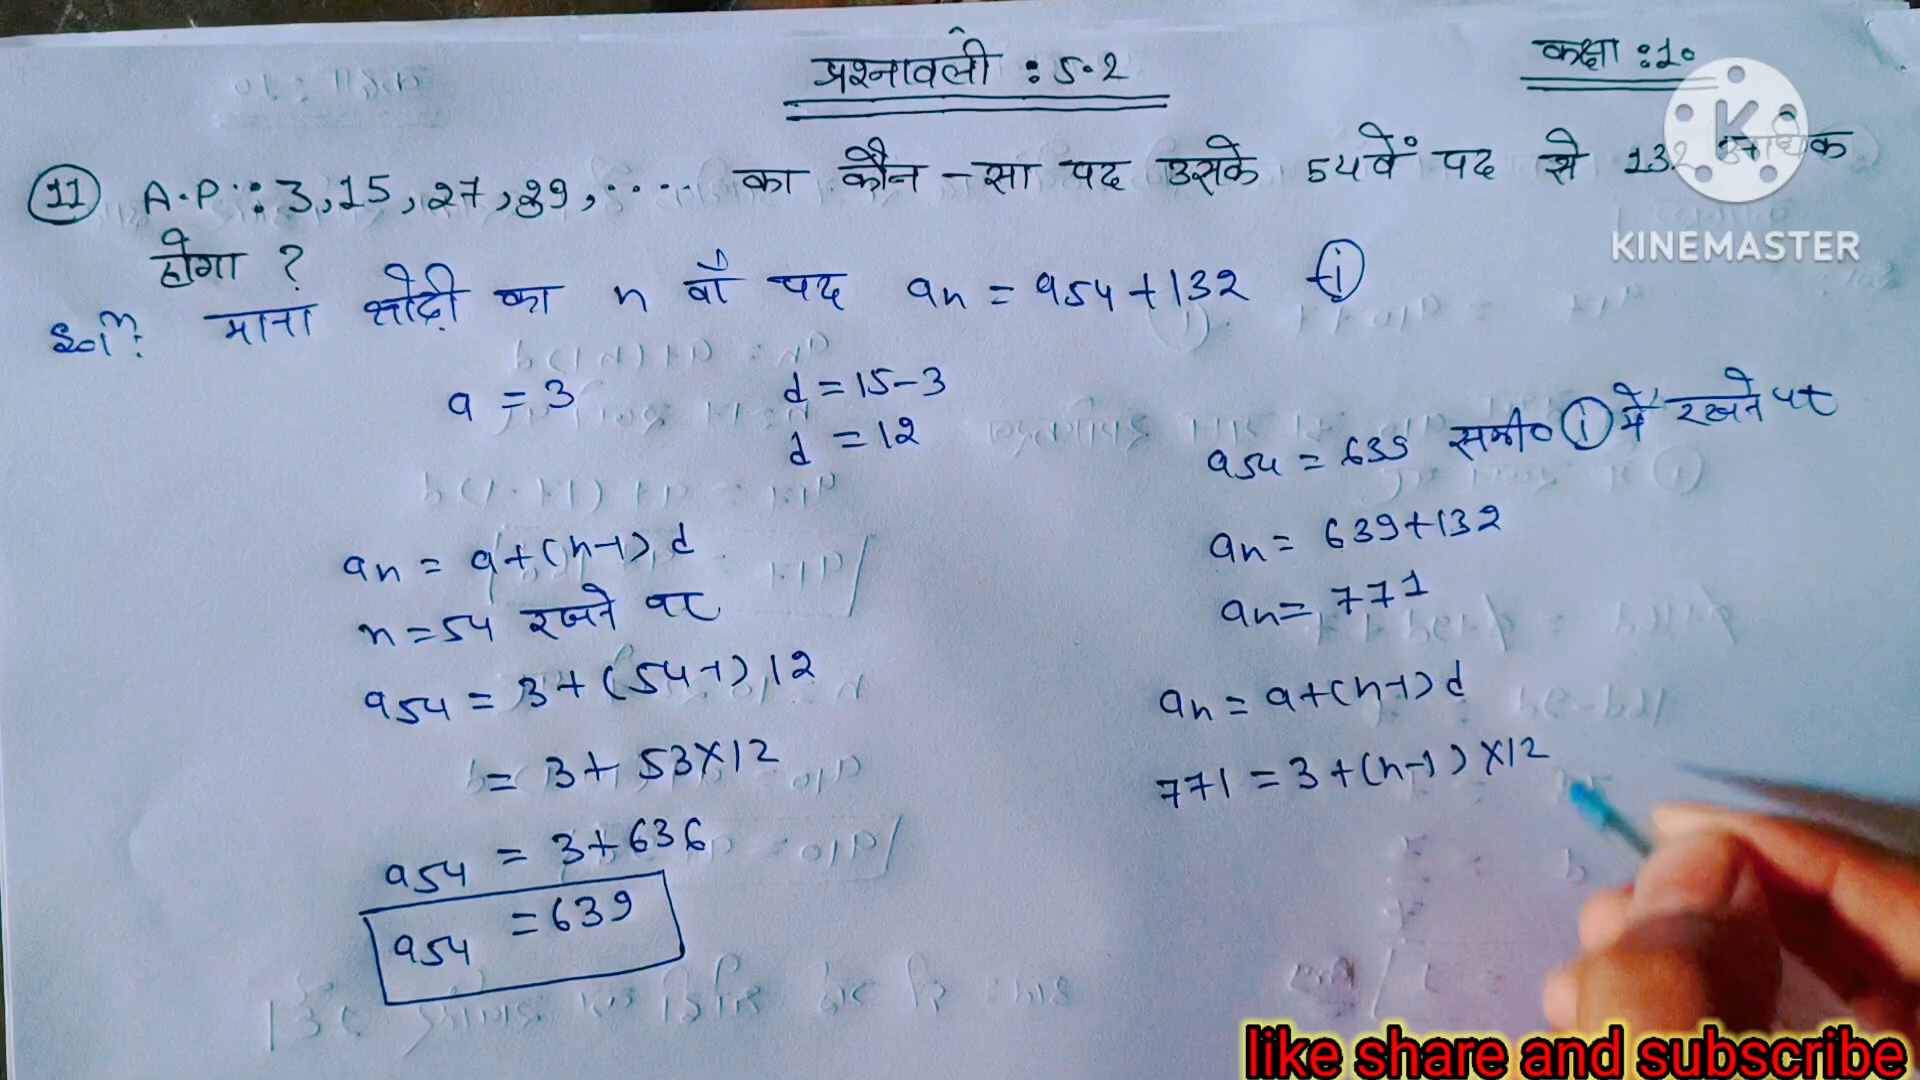 प्रश्नावली : 5.2
कक्षा : 10
K
KINEMASTER
11 A.P.: 3, 15, 27, 39, .... का कौन-सा पद उसके 54वें पद से 132 अधिक
होगा ?
Solⁿ: माना श्रेढ़ी का n वाँ पद an = a54+132 - i
a = 3
d = 15-3
d = 12
an = a+(n-1)d
n=54 रखने पर
a54 = 3+(54-1)12
= 3+53×12
a54 = 3+636
a54 = 639
a54 = 639 समी० i में रखने पर
an = 639+132
an = 771
an = a+(n-1)d
771 = 3+(n-1)×12
like share and subscribe